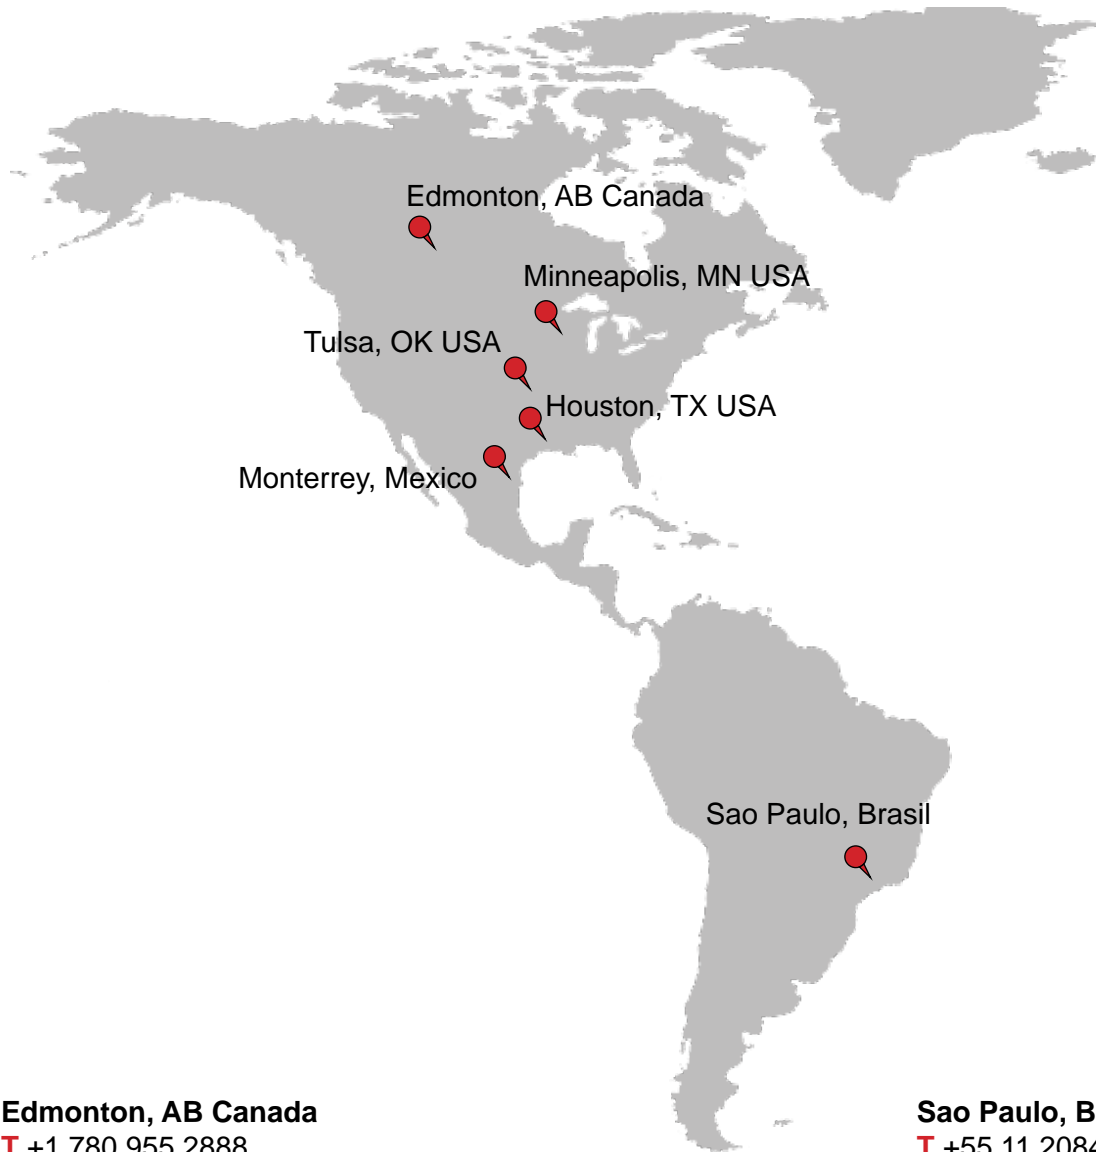 Edmonton, AB Canada
Minneapolis, MN USA
Tulsa, OK USA
Houston, TX USA
Monterrey, Mexico
Sao Paulo, Brasil
Edmonton, AB Canada
T +1 780 955 2888
Sao Paulo, B
T +55 11 2084